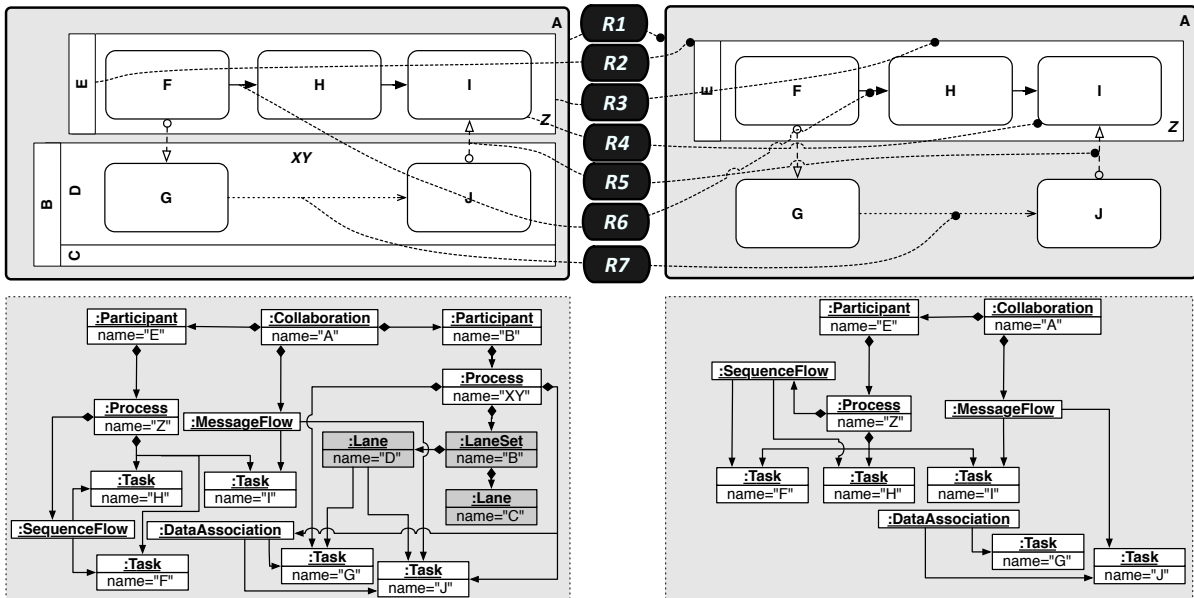 A
E
F
H
I
Z
XY
B
D
G
J
C
R1
R2
R3
R4
R5
R6
R7
A
E
F
H
I
Z
G
J
:Participant
name="E"
:Collaboration
name="A"
:Participant
name="B"
:Process
name="XY"
:Process
name="Z"
:MessageFlow
:Lane
name="D"
:LaneSet
name="B"
:Task
name="H"
:Task
name="I"
:Lane
name="C"
:SequenceFlow
:DataAssociation
:Task
name="F"
:Task
name="G"
:Task
name="J"
:Participant
name="E"
:Collaboration
name="A"
:SequenceFlow
:Process
name="Z"
:MessageFlow
:Task
name="F"
:Task
name="H"
:Task
name="I"
:DataAssociation
:Task
name="G"
:Task
name="J"